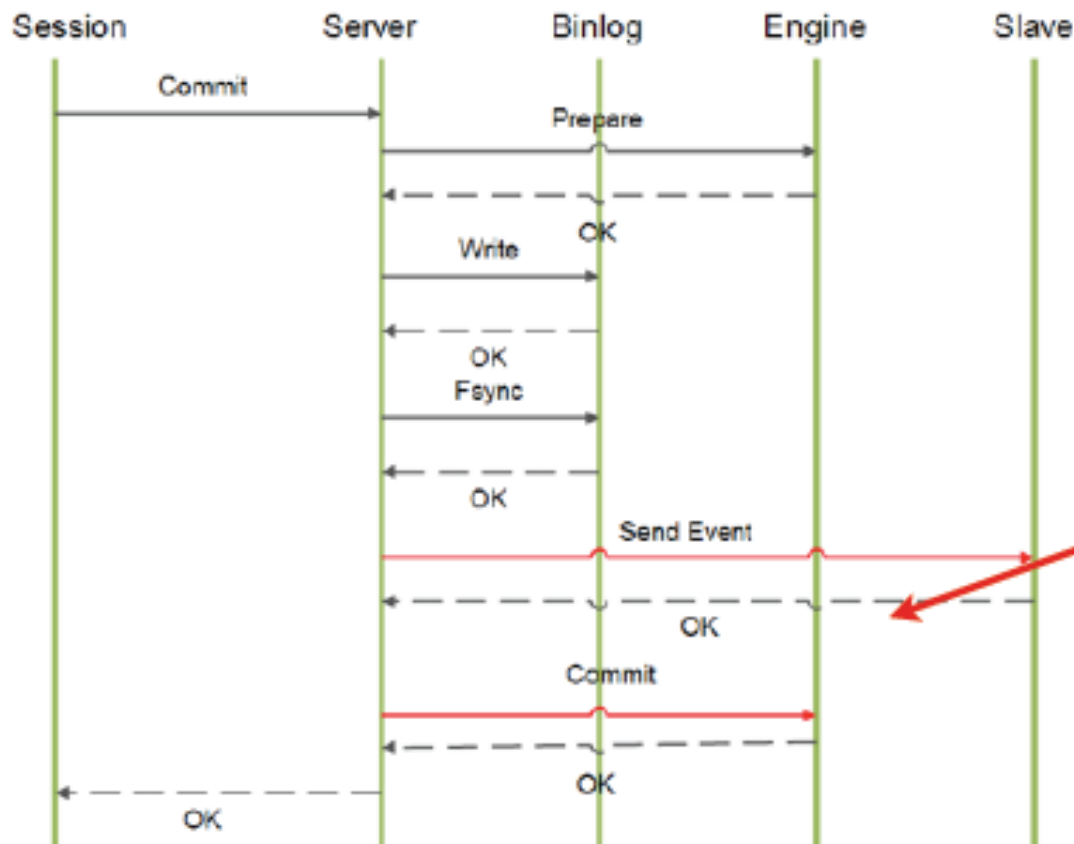 Session Server Binlog Engine Slave
Commit
Prepare
OK
Write
OK
Fsync
OK
Send Event
OK
Commit
OK
OK